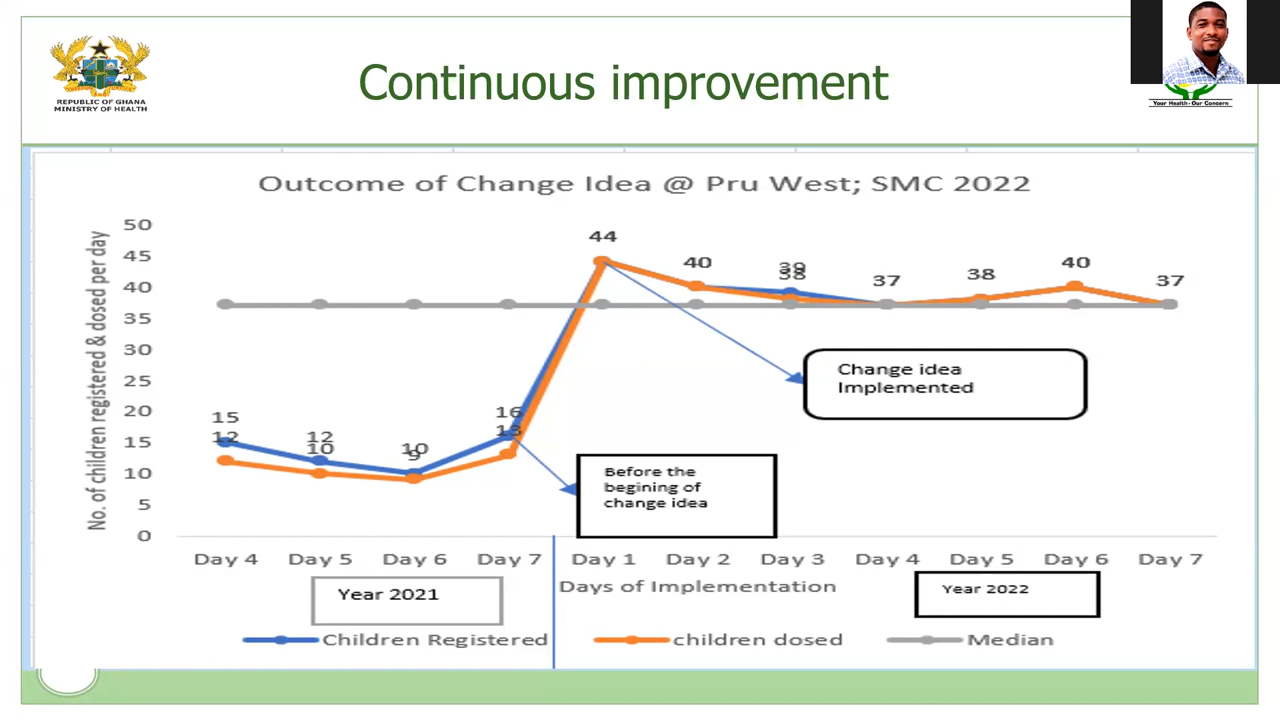 Continuous improvement
REPUBLIC OF GHANA
MINISTRY OF HEALTH
Your Health - Our Concern
Outcome of Change Idea @ Pru West; SMC 2022
No. of children registered & dosed per day
50
45
40
35
30
25
20
15
10
5
0
15
12
12
10
10
9
16
13
44
40
39
38
37
38
40
37
Change idea
Implemented
Before the
begining of
change idea
Day 4 Day 5 Day 6 Day 7 Day 1 Day 2 Day 3 Day 4 Day 5 Day 6 Day 7
Year 2021
Days of Implementation
Year 2022
Children Registered children dosed Median